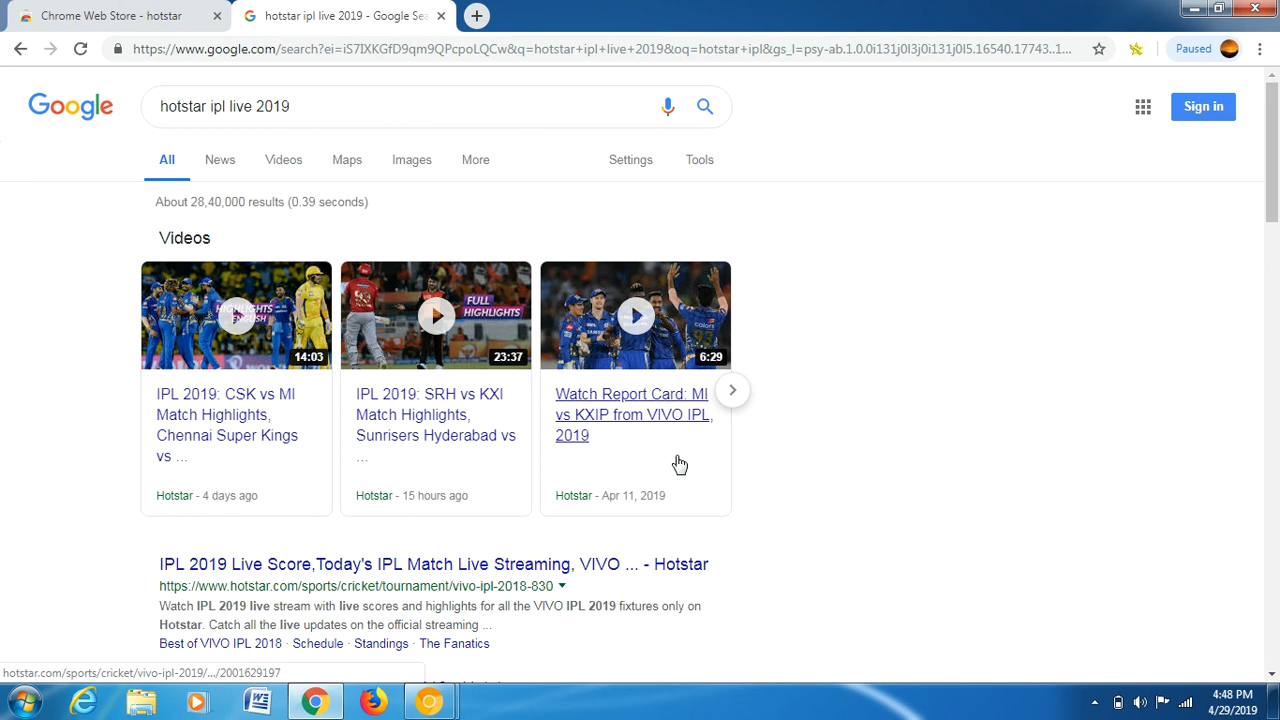 Chrome Web Store - hotstar
hotstar ipl live 2019 - Google Sea
https://www.google.com/search?ei=iS7IXKGfD9qm9QPcpoLQCw&q=hotstar+ipl+live+2019&oq=hotstar+ipl&gs_l=psy-ab.1.0.0i131j0l3j0i131j0l5.16540.17743..1...
Paused
Google
hotstar ipl live 2019
Sign in
All News Videos Maps Images More Settings Tools
About 28,40,000 results (0.39 seconds)
Videos
HIGHLIGHTS
ENGLISH
14:03
FULL
HIGHLIGHTS
23:37
colors
6:29
IPL 2019: CSK vs MI
Match Highlights,
Chennai Super Kings
vs ...
Hotstar - 4 days ago
IPL 2019: SRH vs KXI
Match Highlights,
Sunrisers Hyderabad vs
...
Hotstar - 15 hours ago
Watch Report Card: MI
vs KXIP from VIVO IPL,
2019
Hotstar - Apr 11, 2019
IPL 2019 Live Score,Today's IPL Match Live Streaming, VIVO ... - Hotstar
https://www.hotstar.com/sports/cricket/tournament/vivo-ipl-2018-830
Watch IPL 2019 live stream with live scores and highlights for all the VIVO IPL 2019 fixtures only on
Hotstar. Catch all the live updates on the official streaming ...
Best of VIVO IPL 2018 · Schedule · Standings · The Fanatics
hotstar.com/sports/cricket/vivo-ipl-2019/.../2001629197
4:48 PM
4/29/2019